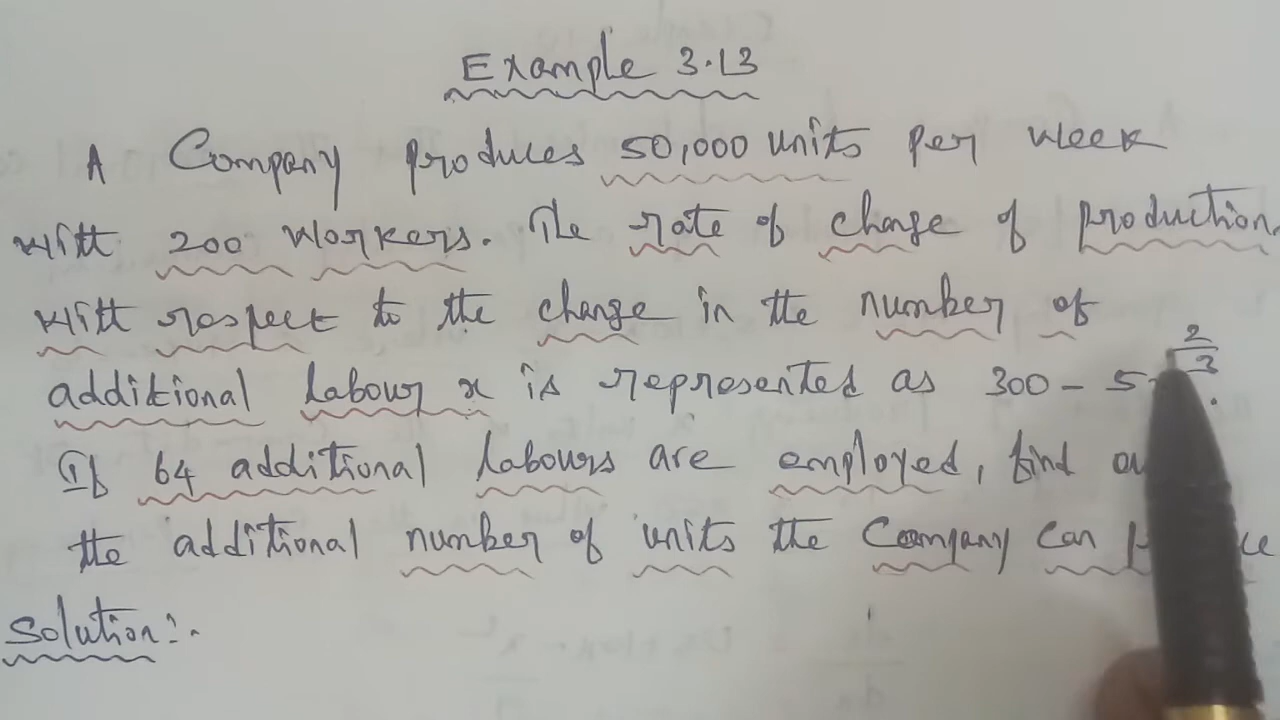 Example 3.13
A Company produces 50,000 units per week
with 200 workers. The rate of change of production
with respect to the change in the number of
additional labour x is represented as 300 - 5 2/3.
If 64 additional labours are employed, find
the additional number of units the Company can
Solution:-